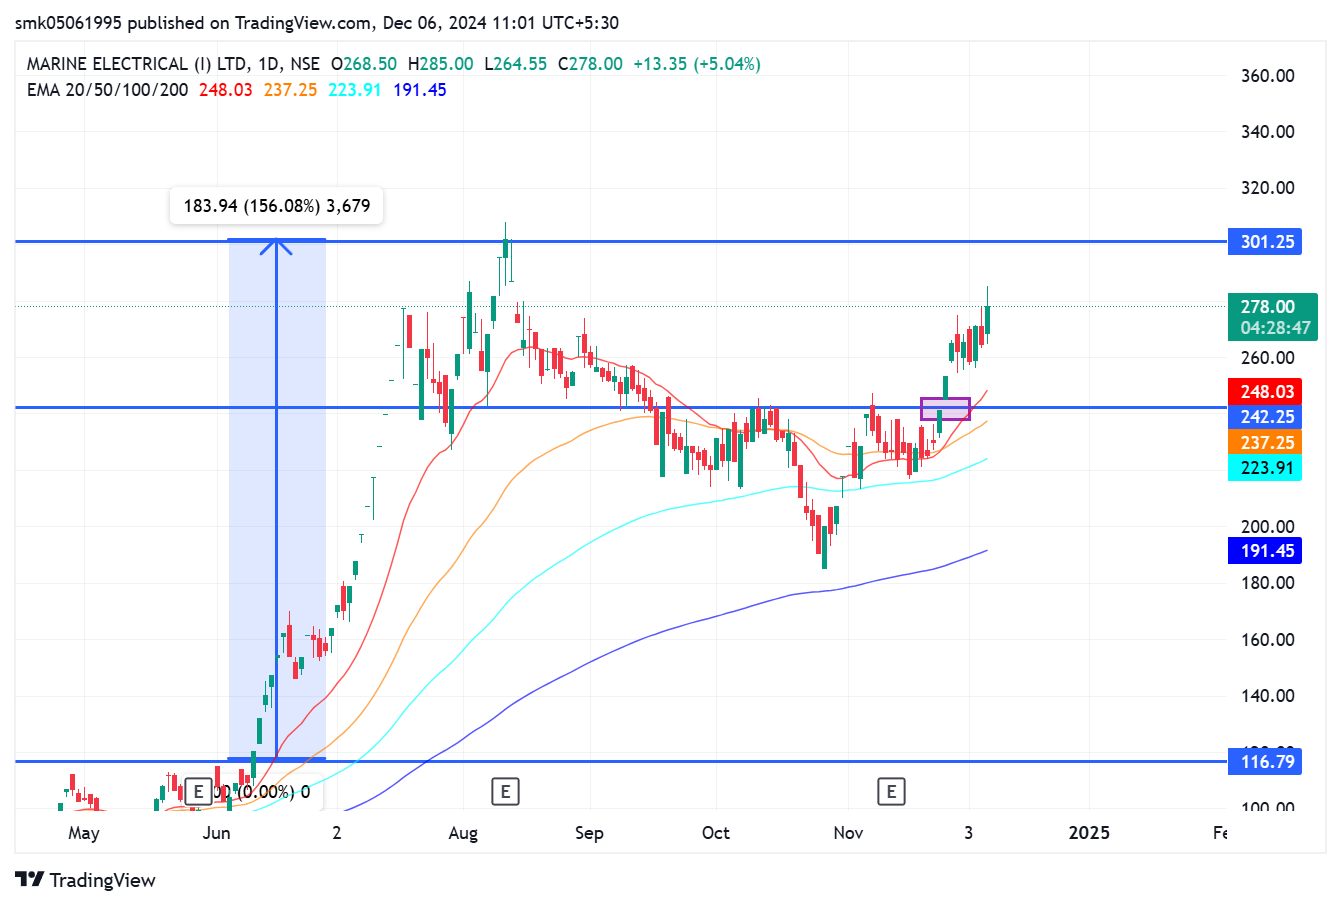 smk05061995 published on TradingView.com, Dec 06, 2024 11:01 UTC+5:30
MARINE ELECTRICAL (I) LTD, 1D, NSE O268.50 H285.00 L264.55 C278.00 +13.35 (+5.04%)
EMA 20/50/100/200 248.03 237.25 223.91 191.45
360.00
340.00
320.00
183.94 (156.08%) 3,679
301.25
278.00
04:28:47
260.00
248.03
242.25
237.25
223.91
200.00
191.45
180.00
160.00
140.00
116.79
E (0.00%) 0
E
E
100.00
May Jun 2 Aug Sep Oct Nov 3 2025
TradingView